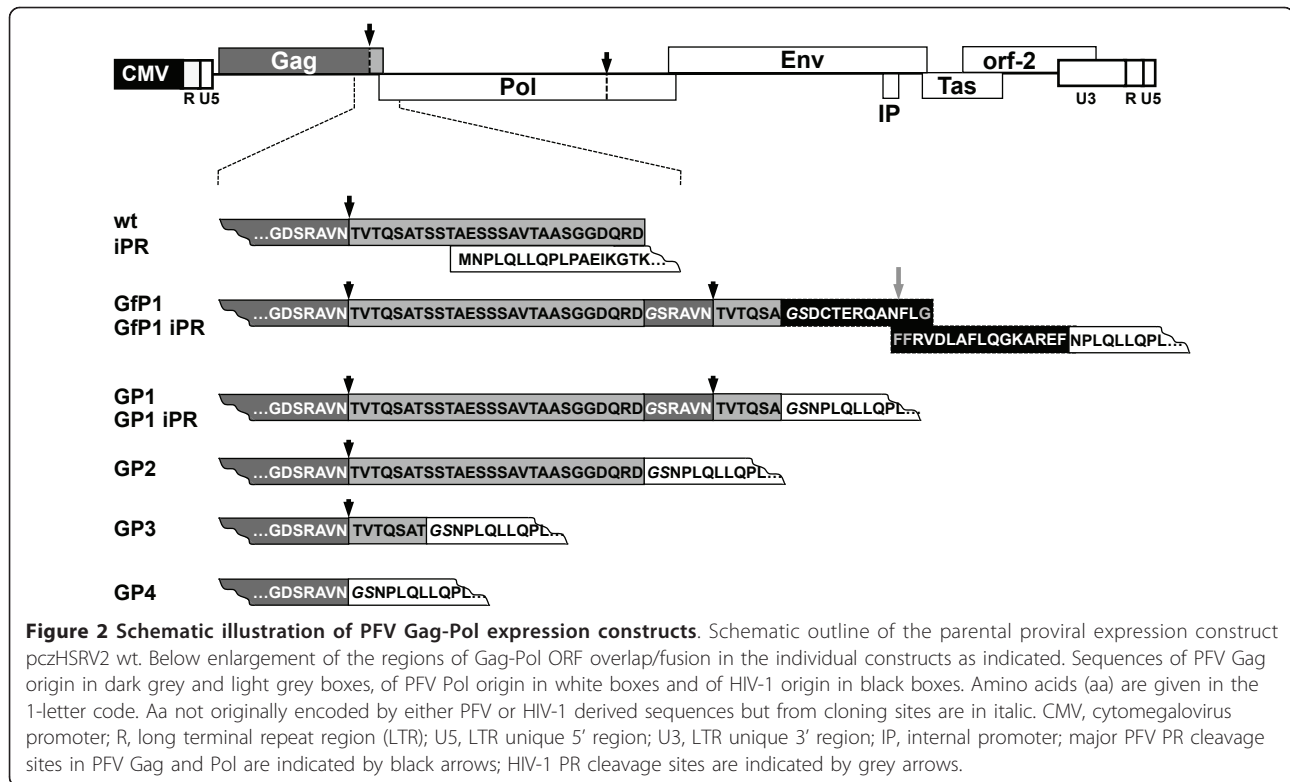 Gag
Env
orf-2
CMV
R U5
Pol
IP
Tas
U3
R U5
wt
iPR
...GDSRAVN TVTQSATSSTAESSSAVTAASGGDQRD
MNPLQLLQPLPAEIKGTK...
GfP1
GfP1 iPR
...GDSRAVN TVTQSATSSTAESSSAVTAASGGDQRD GSRAVN TVTQSA GSDCTERQANFLG
FFRVDLAFLQGKAREF NPLQLLQPL...
GP1
GP1 iPR
...GDSRAVN TVTQSATSSTAESSSAVTAASGGDQRD GSRAVN TVTQSA GSNPLQLLQPL...
GP2
...GDSRAVN TVTQSATSSTAESSSAVTAASGGDQRD GSNPLQLLQPL...
GP3
...GDSRAVN TVTQSAT GSNPLQLLQPL...
GP4
...GDSRAVN GSNPLQLLQPL...
Figure 2 Schematic illustration of PFV Gag-Pol expression constructs. Schematic outline of the parental proviral expression construct
pczHSRV2 wt. Below enlargement of the regions of Gag-Pol ORF overlap/fusion in the individual constructs as indicated. Sequences of PFV Gag
origin in dark grey and light grey boxes, of PFV Pol origin in white boxes and of HIV-1 origin in black boxes. Amino acids (aa) are given in the
1-letter code. Aa not originally encoded by either PFV or HIV-1 derived sequences but from cloning sites are in italic. CMV, cytomegalovirus
promoter; R, long terminal repeat region (LTR); U5, LTR unique 5’ region; U3, LTR unique 3’ region; IP, internal promoter; major PFV PR cleavage
sites in PFV Gag and Pol are indicated by black arrows; HIV-1 PR cleavage sites are indicated by grey arrows.